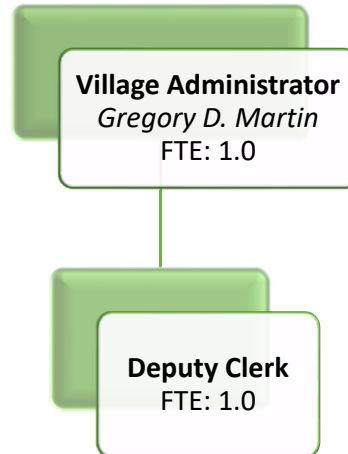 Village Administrator
Gregory D. Martin
FTE: 1.0
Deputy Clerk
FTE: 1.0